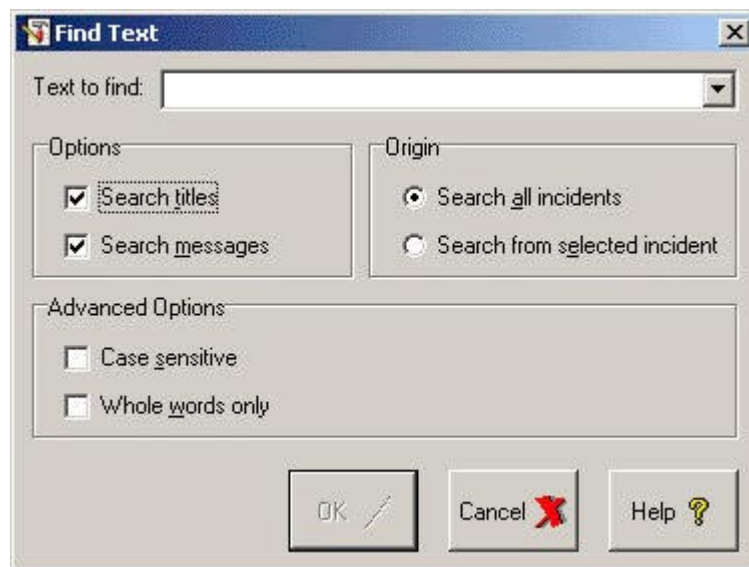 Find Text
Text to find:
Options
Search titles
Search messages
Origin
Search all incidents
Search from selected incident
Advanced Options
Case sensitive
Whole words only
OK
Cancel
Help